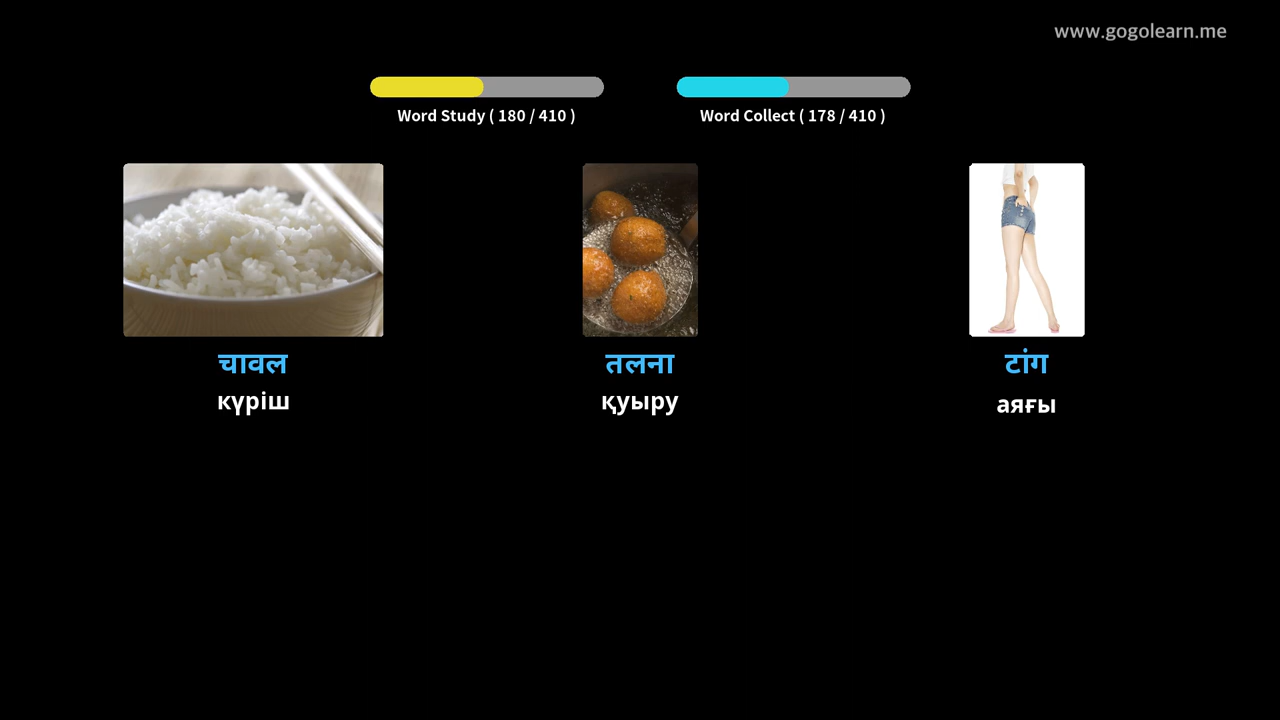 www.gogolearn.me
Word Study ( 180 / 410 )
Word Collect ( 178 / 410 )
चावल
күріш
तलना
қуыру
टांग
аяғы